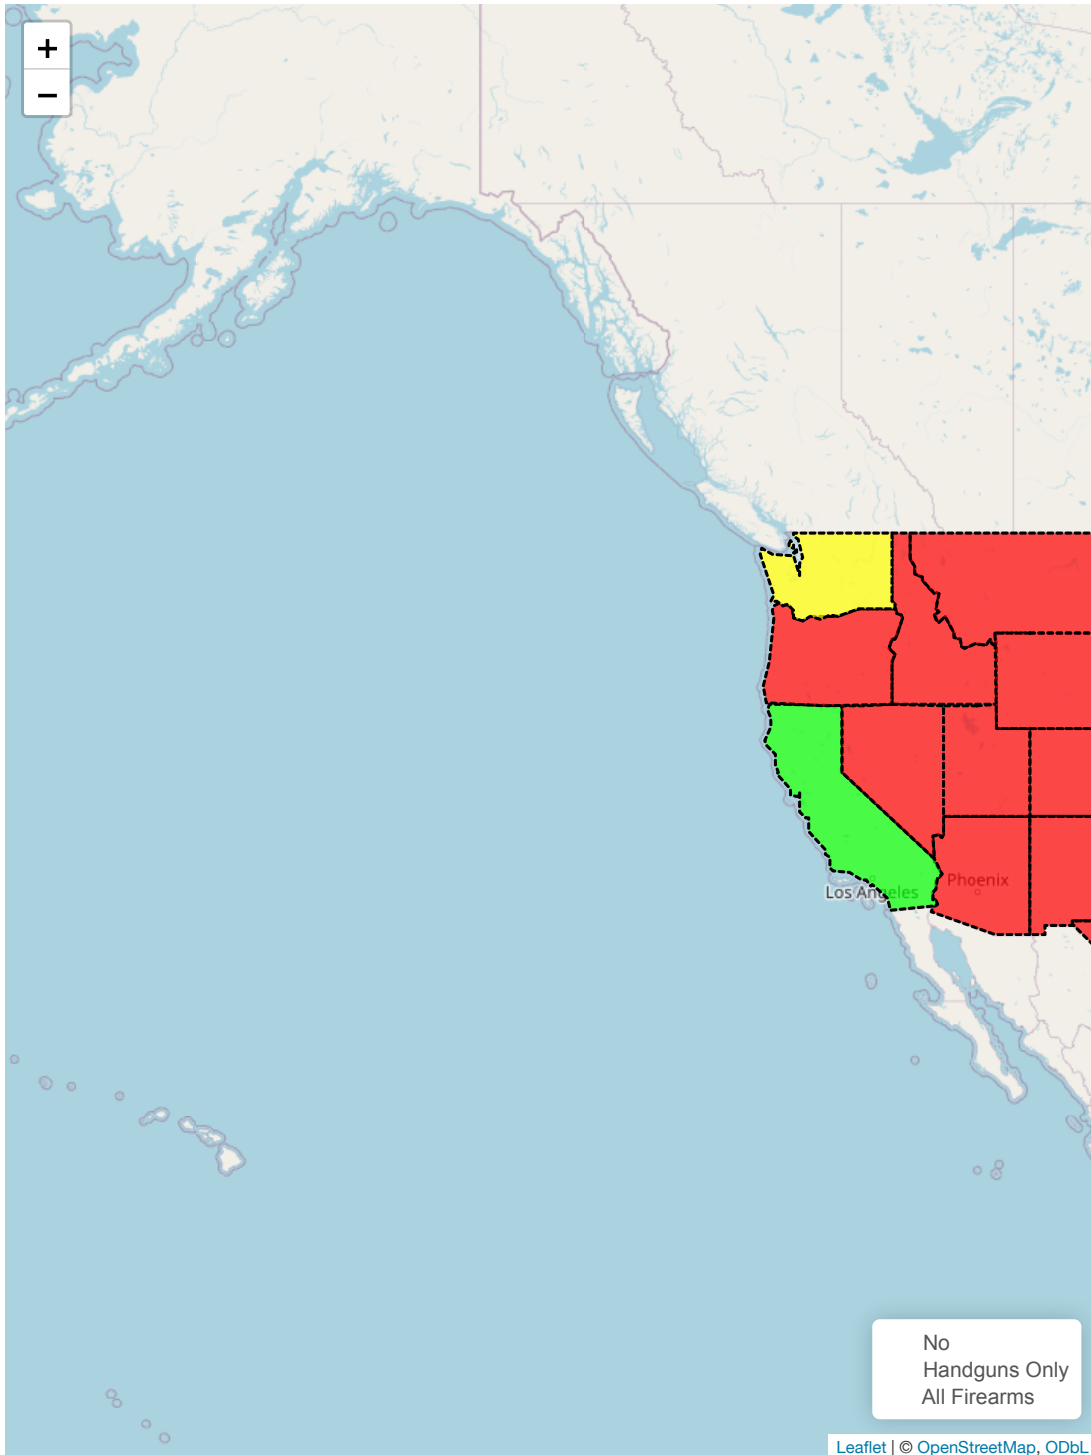 +
−
Los Angeles
Phoenix
No
Handguns Only
All Firearms
Leaflet | © OpenStreetMap, ODbL